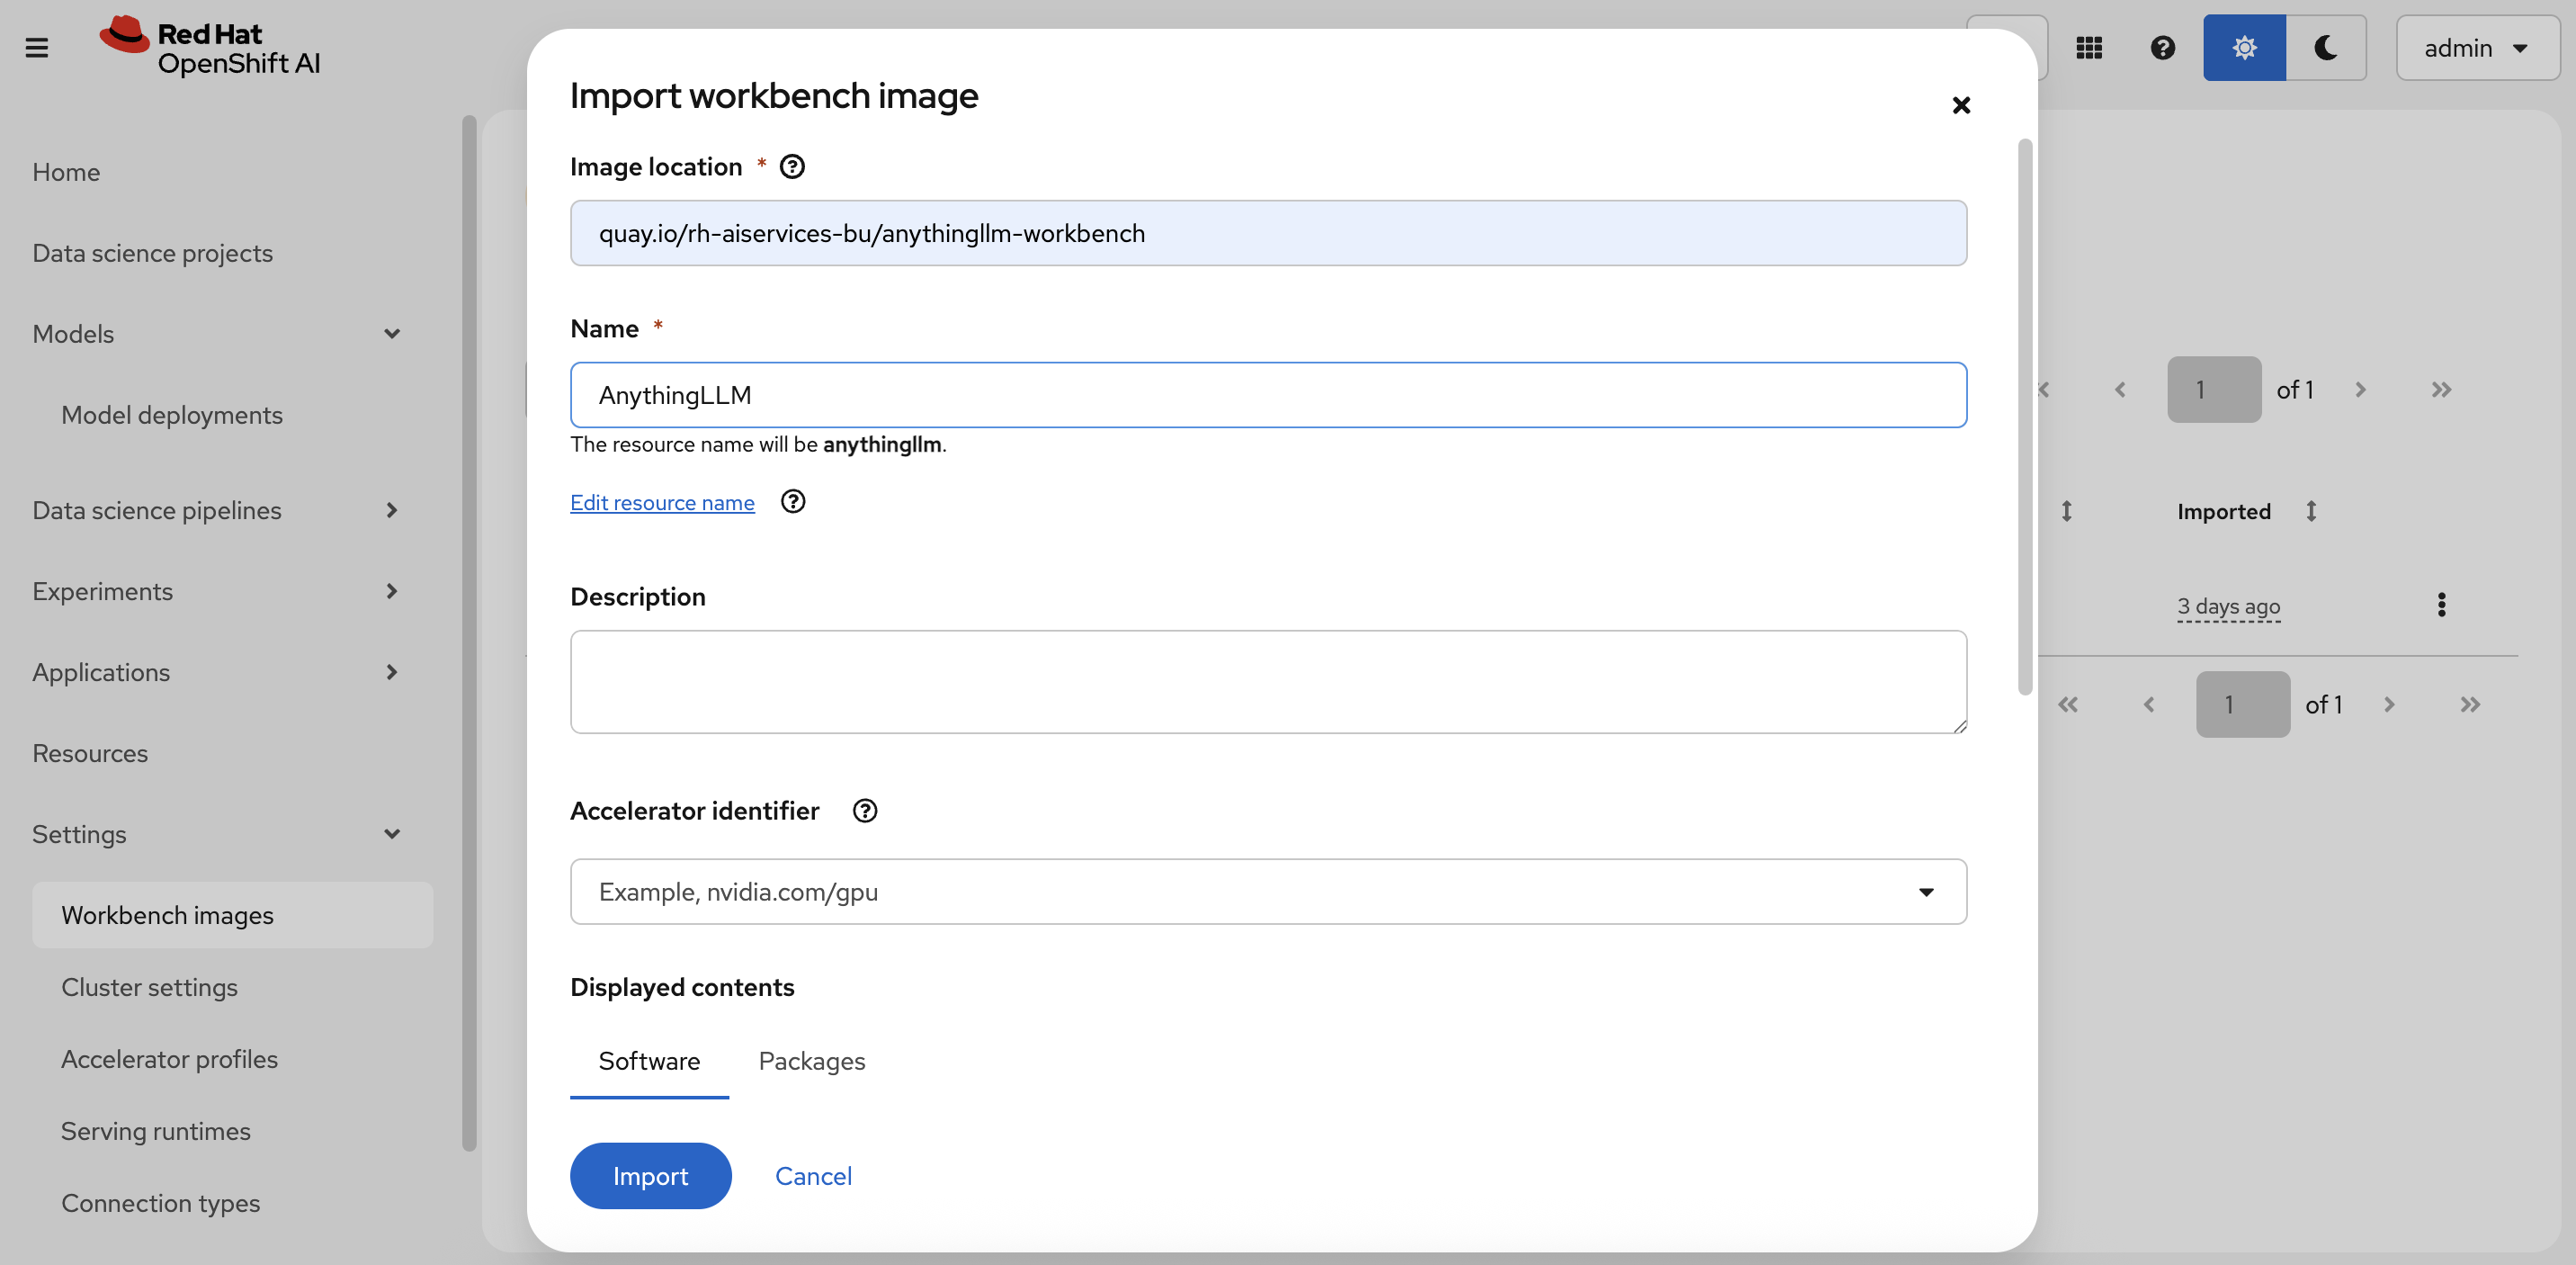 Red Hat
OpenShift AI
admin
Home
Data science projects
Models
Model deployments
Data science pipelines
Experiments
Applications
Resources
Settings
Workbench images
Cluster settings
Accelerator profiles
Serving runtimes
Connection types
Import workbench image
Image location *
quay.io/rh-aiservices-bu/anythingllm-workbench
Name *
AnythingLLM
The resource name will be anythingllm.
Edit resource name
Description
Accelerator identifier
Example, nvidia.com/gpu
Displayed contents
Software Packages
Import Cancel
1 of 1
Imported
3 days ago
1 of 1